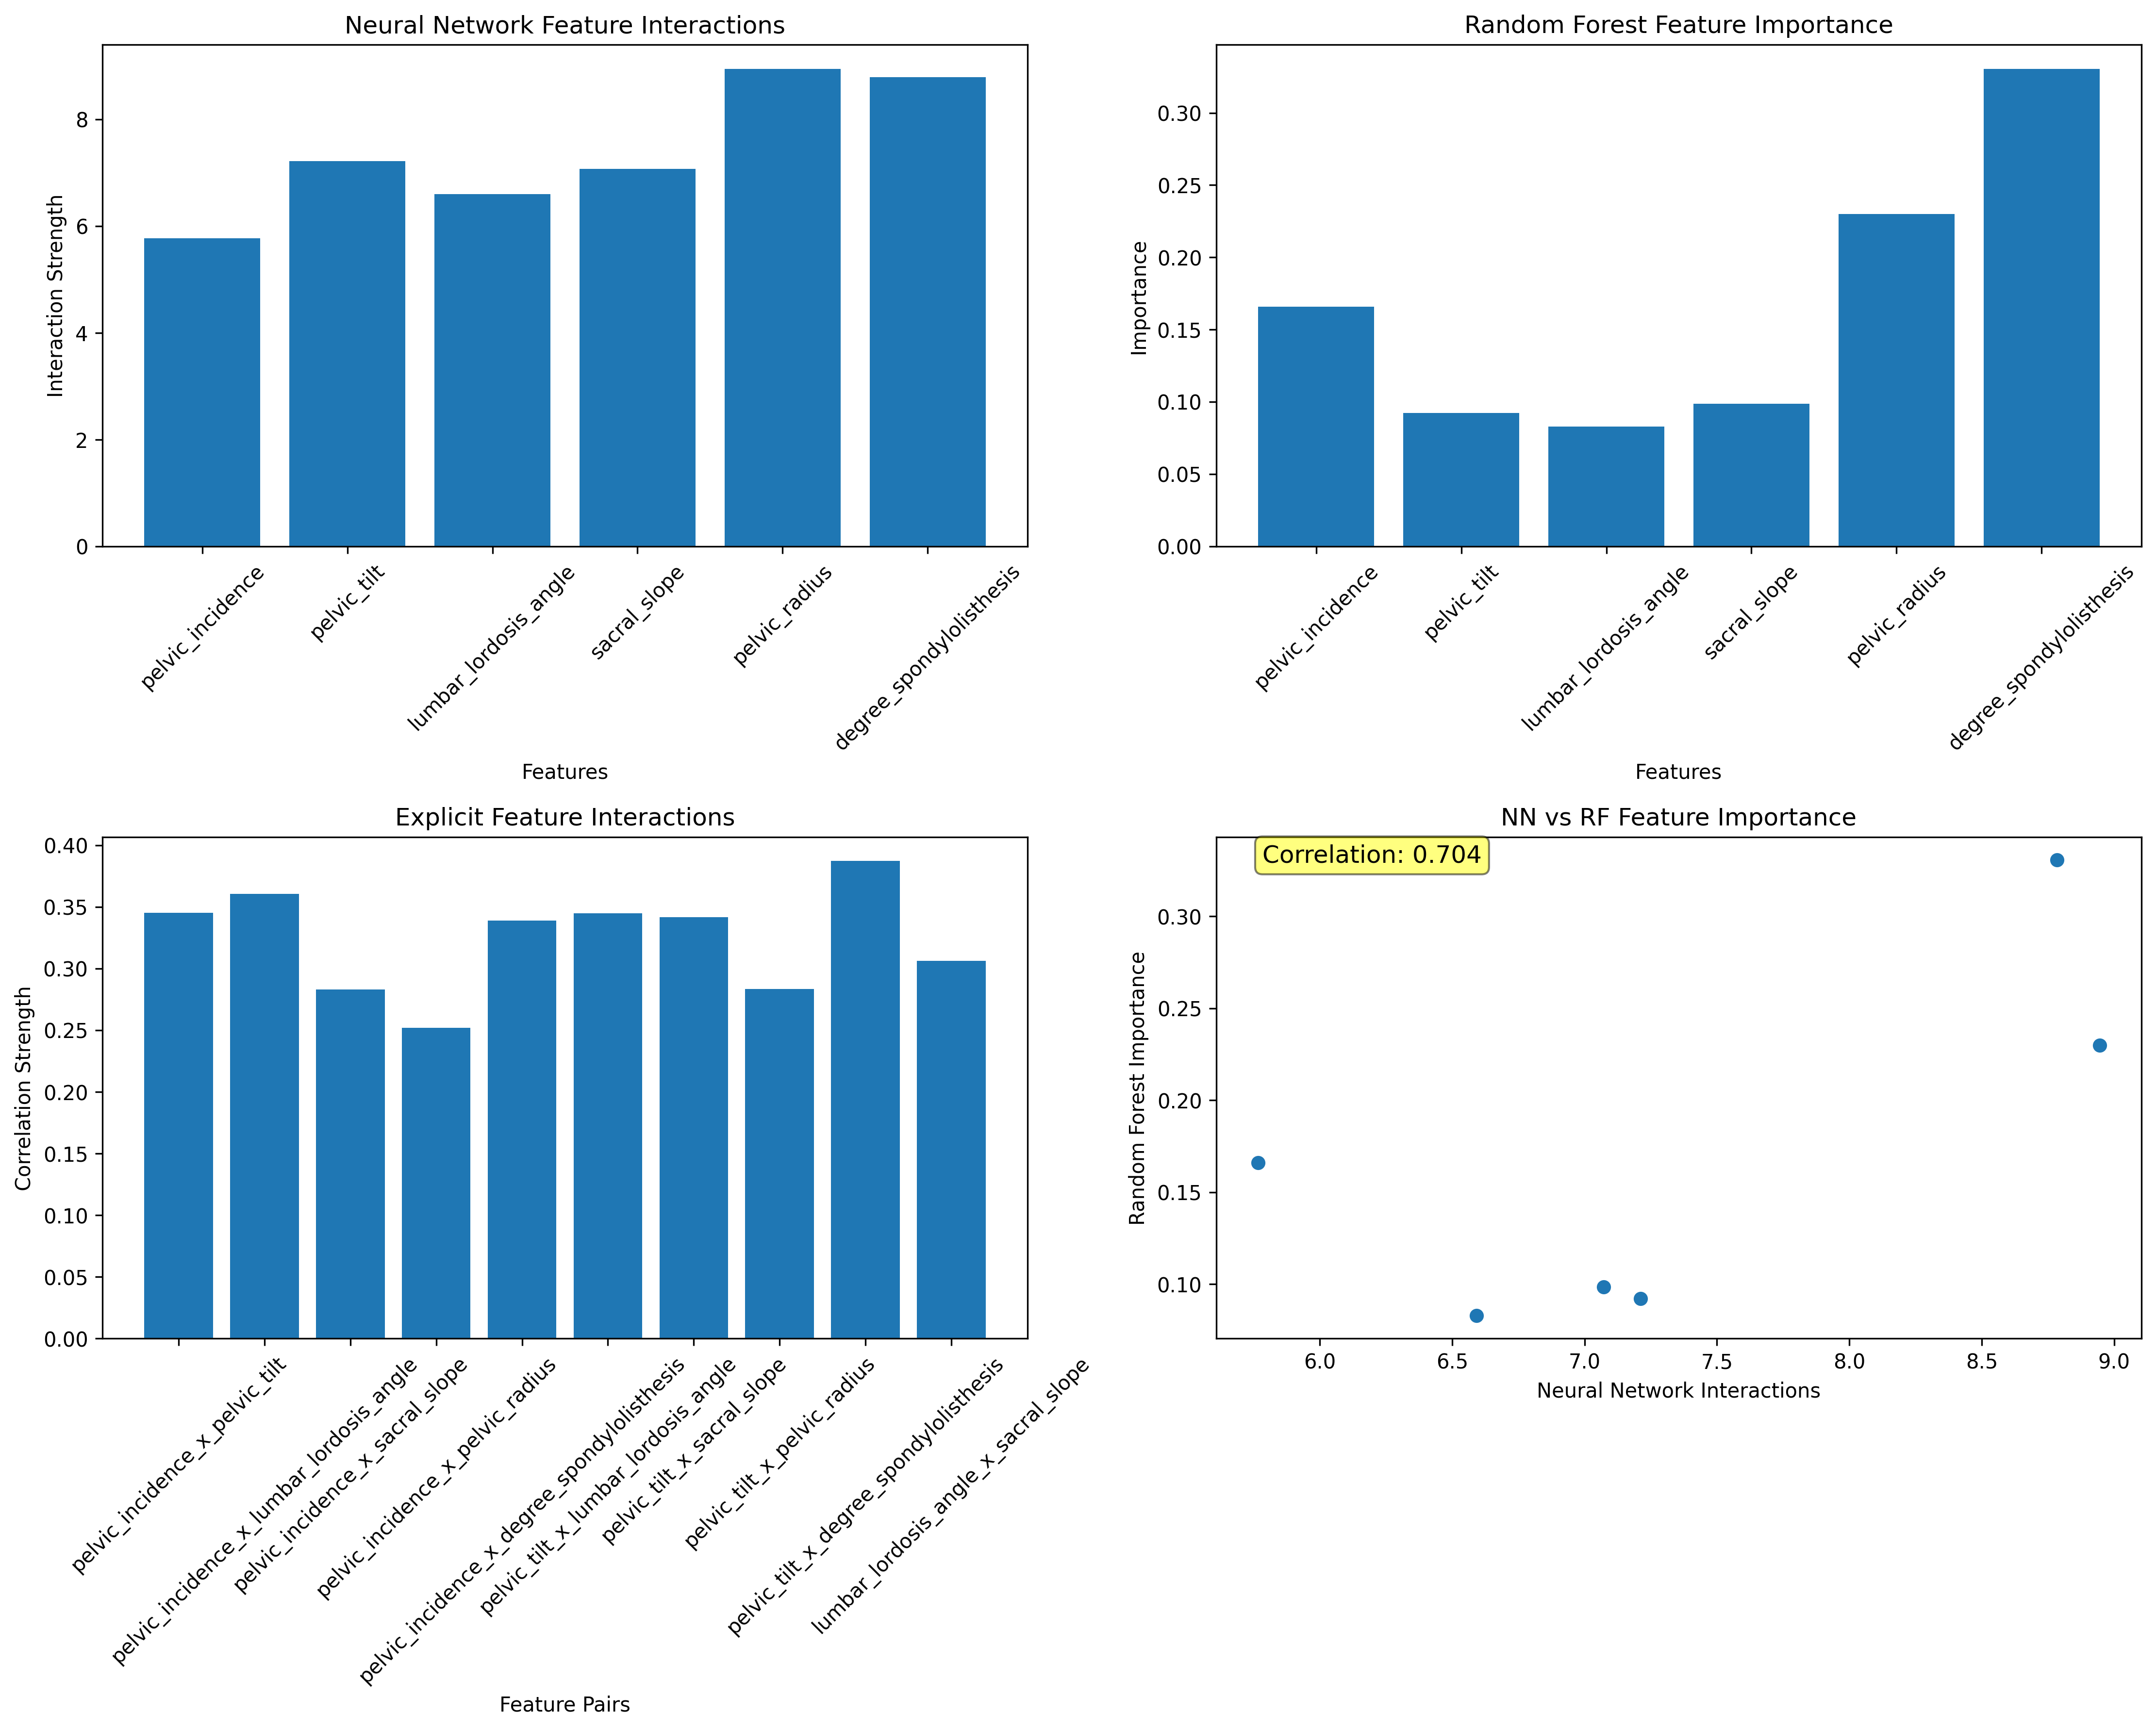 Neural Network Feature Interactions
Interaction Strength
8
6
4
2
0
pelvic_incidence
pelvic_tilt
lumbar_lordosis_angle
sacral_slope
pelvic_radius
degree_spondylolisthesis
Features
Random Forest Feature Importance
Importance
0.30
0.25
0.20
0.15
0.10
0.05
0.00
pelvic_incidence
pelvic_tilt
lumbar_lordosis_angle
sacral_slope
pelvic_radius
degree_spondylolisthesis
Features
Explicit Feature Interactions
Correlation Strength
0.40
0.35
0.30
0.25
0.20
0.15
0.10
0.05
0.00
pelvic_incidence_x_pelvic_tilt
pelvic_incidence_x_lumbar_lordosis_angle
pelvic_incidence_x_sacral_slope
pelvic_incidence_x_pelvic_radius
pelvic_incidence_x_degree_spondylolisthesis
pelvic_tilt_x_lumbar_lordosis_angle
pelvic_tilt_x_sacral_slope
pelvic_tilt_x_pelvic_radius
pelvic_tilt_x_degree_spondylolisthesis
lumbar_lordosis_angle_x_sacral_slope
Feature Pairs
NN vs RF Feature Importance
Correlation: 0.704
Random Forest Importance
0.30
0.25
0.20
0.15
0.10
6.0
6.5
7.0
7.5
8.0
8.5
9.0
Neural Network Interactions